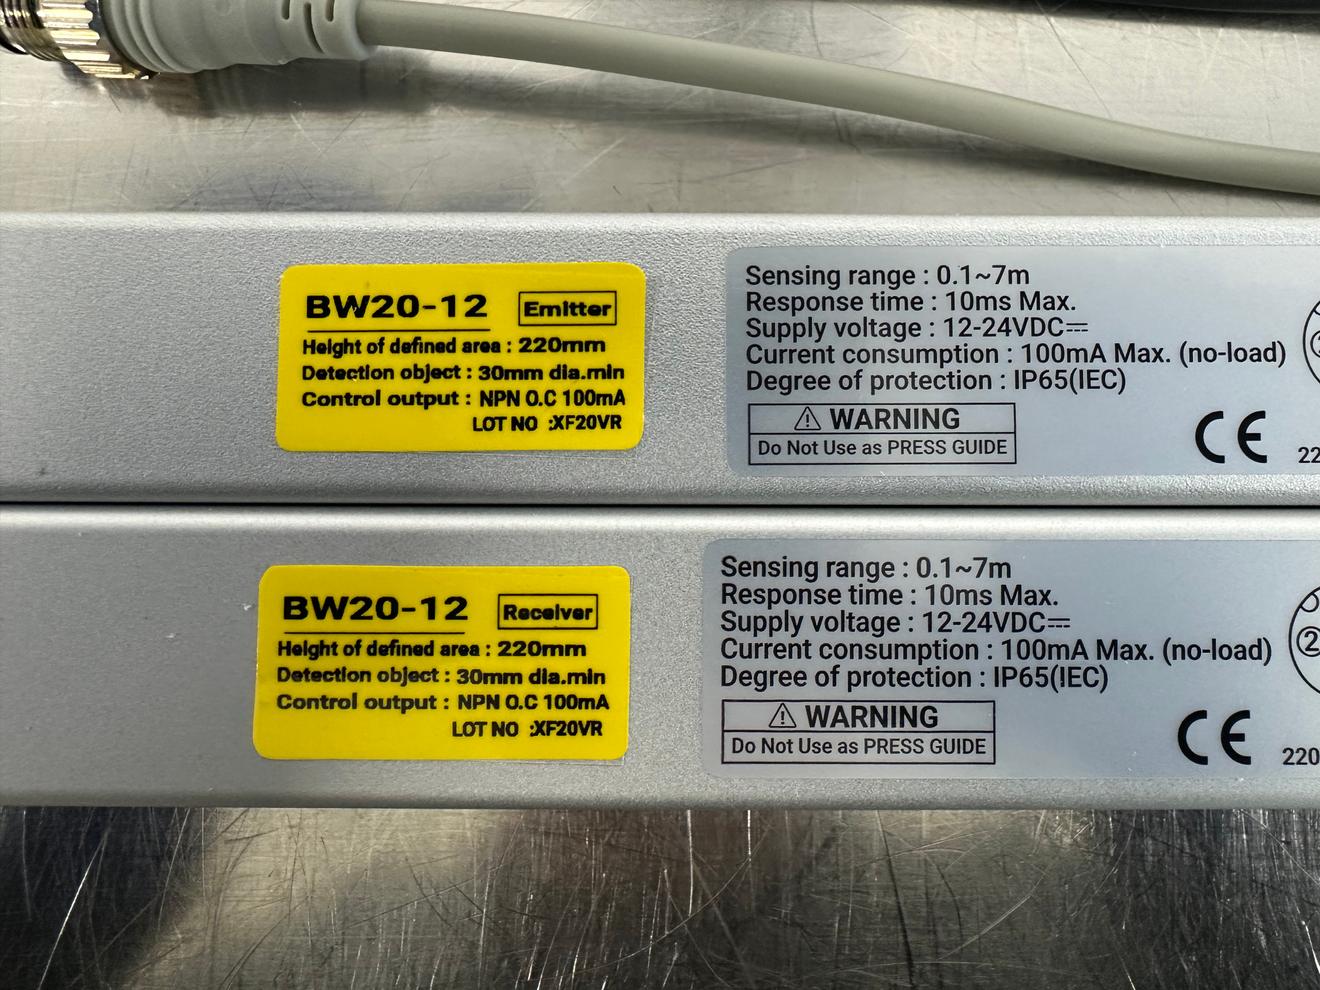 BW20-12 Emitter
Height of defined area : 220mm
Detection object : 30mm dia.min
Control output : NPN O.C 100mA
LOT NO :XF20VR
Sensing range : 0.1~7m
Response time : 10ms Max.
Supply voltage : 12-24VDC⎓
Current consumption : 100mA Max. (no-load)
Degree of protection : IP65(IEC)
⚠ WARNING
Do Not Use as PRESS GUIDE
CE
BW20-12 Receiver
Height of defined area : 220mm
Detection object : 30mm dia.min
Control output : NPN O.C 100mA
LOT NO :XF20VR
Sensing range : 0.1~7m
Response time : 10ms Max.
Supply voltage : 12-24VDC⎓
Current consumption : 100mA Max. (no-load)
Degree of protection : IP65(IEC)
②
⚠ WARNING
Do Not Use as PRESS GUIDE
CE
220